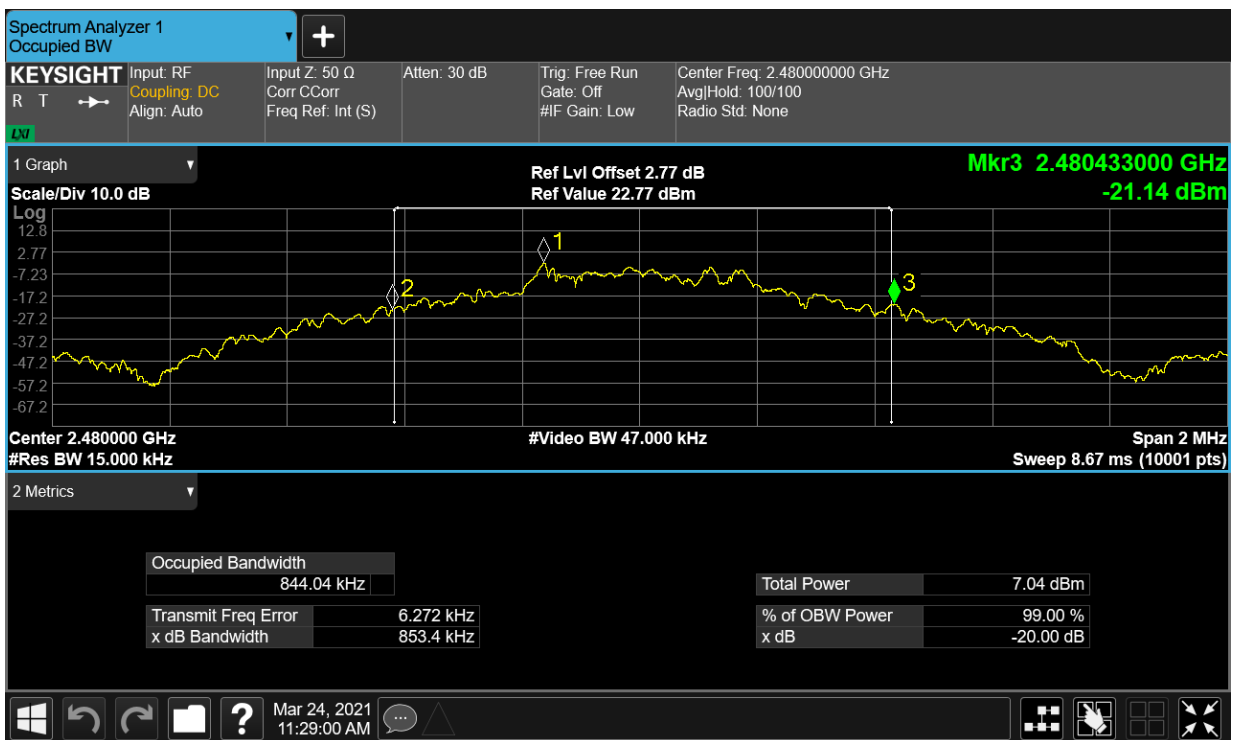 Spectrum Analyzer 1
Occupied BW
+
KEYSIGHT Input: RF Input Z: 50 Ω Atten: 30 dB Trig: Free Run Center Freq: 2.480000000 GHz
R T Coupling: DC Corr CCorr Gate: Off Avg|Hold: 100/100
Align: Auto Freq Ref: Int (S) #IF Gain: Low Radio Std: None
LXI
1 Graph Ref Lvl Offset 2.77 dB Mkr3 2.480433000 GHz
Scale/Div 10.0 dB Ref Value 22.77 dBm -21.14 dBm
Log
12.8
2.77
-7.23
-17.2
-27.2
-37.2
-47.2
-57.2
-67.2
1
2
3
Center 2.480000 GHz #Video BW 47.000 kHz Span 2 MHz
#Res BW 15.000 kHz Sweep 8.67 ms (10001 pts)
2 Metrics
Occupied Bandwidth
844.04 kHz Total Power 7.04 dBm
Transmit Freq Error 6.272 kHz % of OBW Power 99.00 %
x dB Bandwidth 853.4 kHz x dB -20.00 dB
? Mar 24, 2021
11:29:00 AM